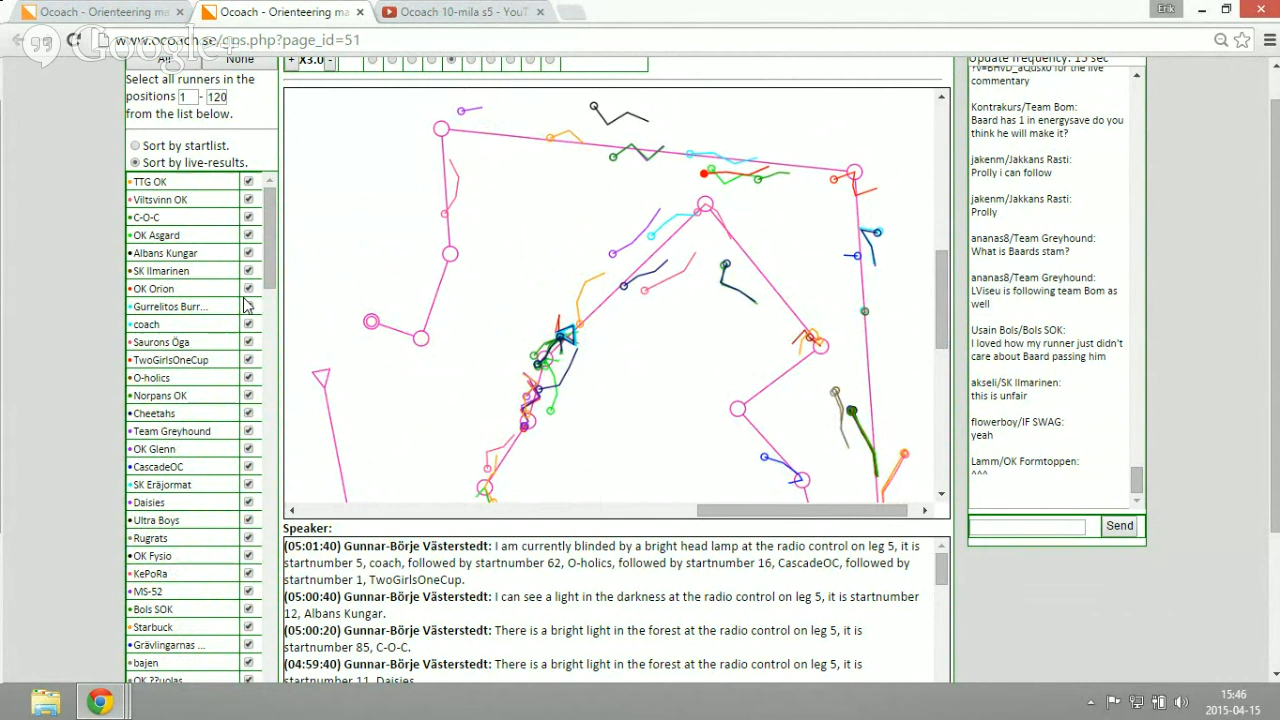 Ocoach - Orienteering ma
Ocoach - Orienteering ma
Ocoach 10-mila s5 - YouT
Erik
www.ocoach.se/gps.php?page_id=51
Google+
All
None
+ X3.0 -
Update frequency: 15 sec
Select all runners in the
positions 1 - 120
from the list below.
Sort by startlist.
Sort by live-results.
TTG OK
Viltsvinn OK
C-O-C
OK Asgard
Albans Kungar
SK Ilmarinen
OK Orion
Gurrelitos Burr...
coach
Saurons Öga
TwoGirlsOneCup
O-holics
Norpans OK
Cheetahs
Team Greyhound
OK Glenn
CascadeOC
SK Eräjormat
Daisies
Ultra Boys
Rugrats
OK Fysio
KePoRa
MS-52
Bols SOK
Starbuck
Grävlingarnas ...
bajen
OK ??uolas
Speaker:
(05:01:40) Gunnar-Börje Västerstedt: I am currently blinded by a bright head lamp at the radio control on leg 5, it is
startnumber 5, coach, followed by startnumber 62, O-holics, followed by startnumber 16, CascadeOC, followed by
startnumber 1, TwoGirlsOneCup.
(05:00:40) Gunnar-Börje Västerstedt: I can see a light in the darkness at the radio control on leg 5, it is startnumber
12, Albans Kungar.
(05:00:20) Gunnar-Börje Västerstedt: There is a bright light in the forest at the radio control on leg 5, it is
startnumber 85, C-O-C.
(04:59:40) Gunnar-Börje Västerstedt: There is a bright light in the forest at the radio control on leg 5, it is
startnumber 11, Daisies.
for the live
commentary
Kontrakurs/Team Bom:
Baard has 1 in energysave do you
think he will make it?
jakenm/Jakkans Rasti:
Prolly i can follow
jakenm/Jakkans Rasti:
Prolly
ananas8/Team Greyhound:
What is Baards stam?
ananas8/Team Greyhound:
LViseu is following team Bom as
well
Usain Bols/Bols SOK:
I loved how my runner just didn't
care about Baard passing him
akseli/SK Ilmarinen:
this is unfair
flowerboy/IF SWAG:
yeah
Lamm/OK Formtoppen:
^^^
Send
15:46
2015-04-15